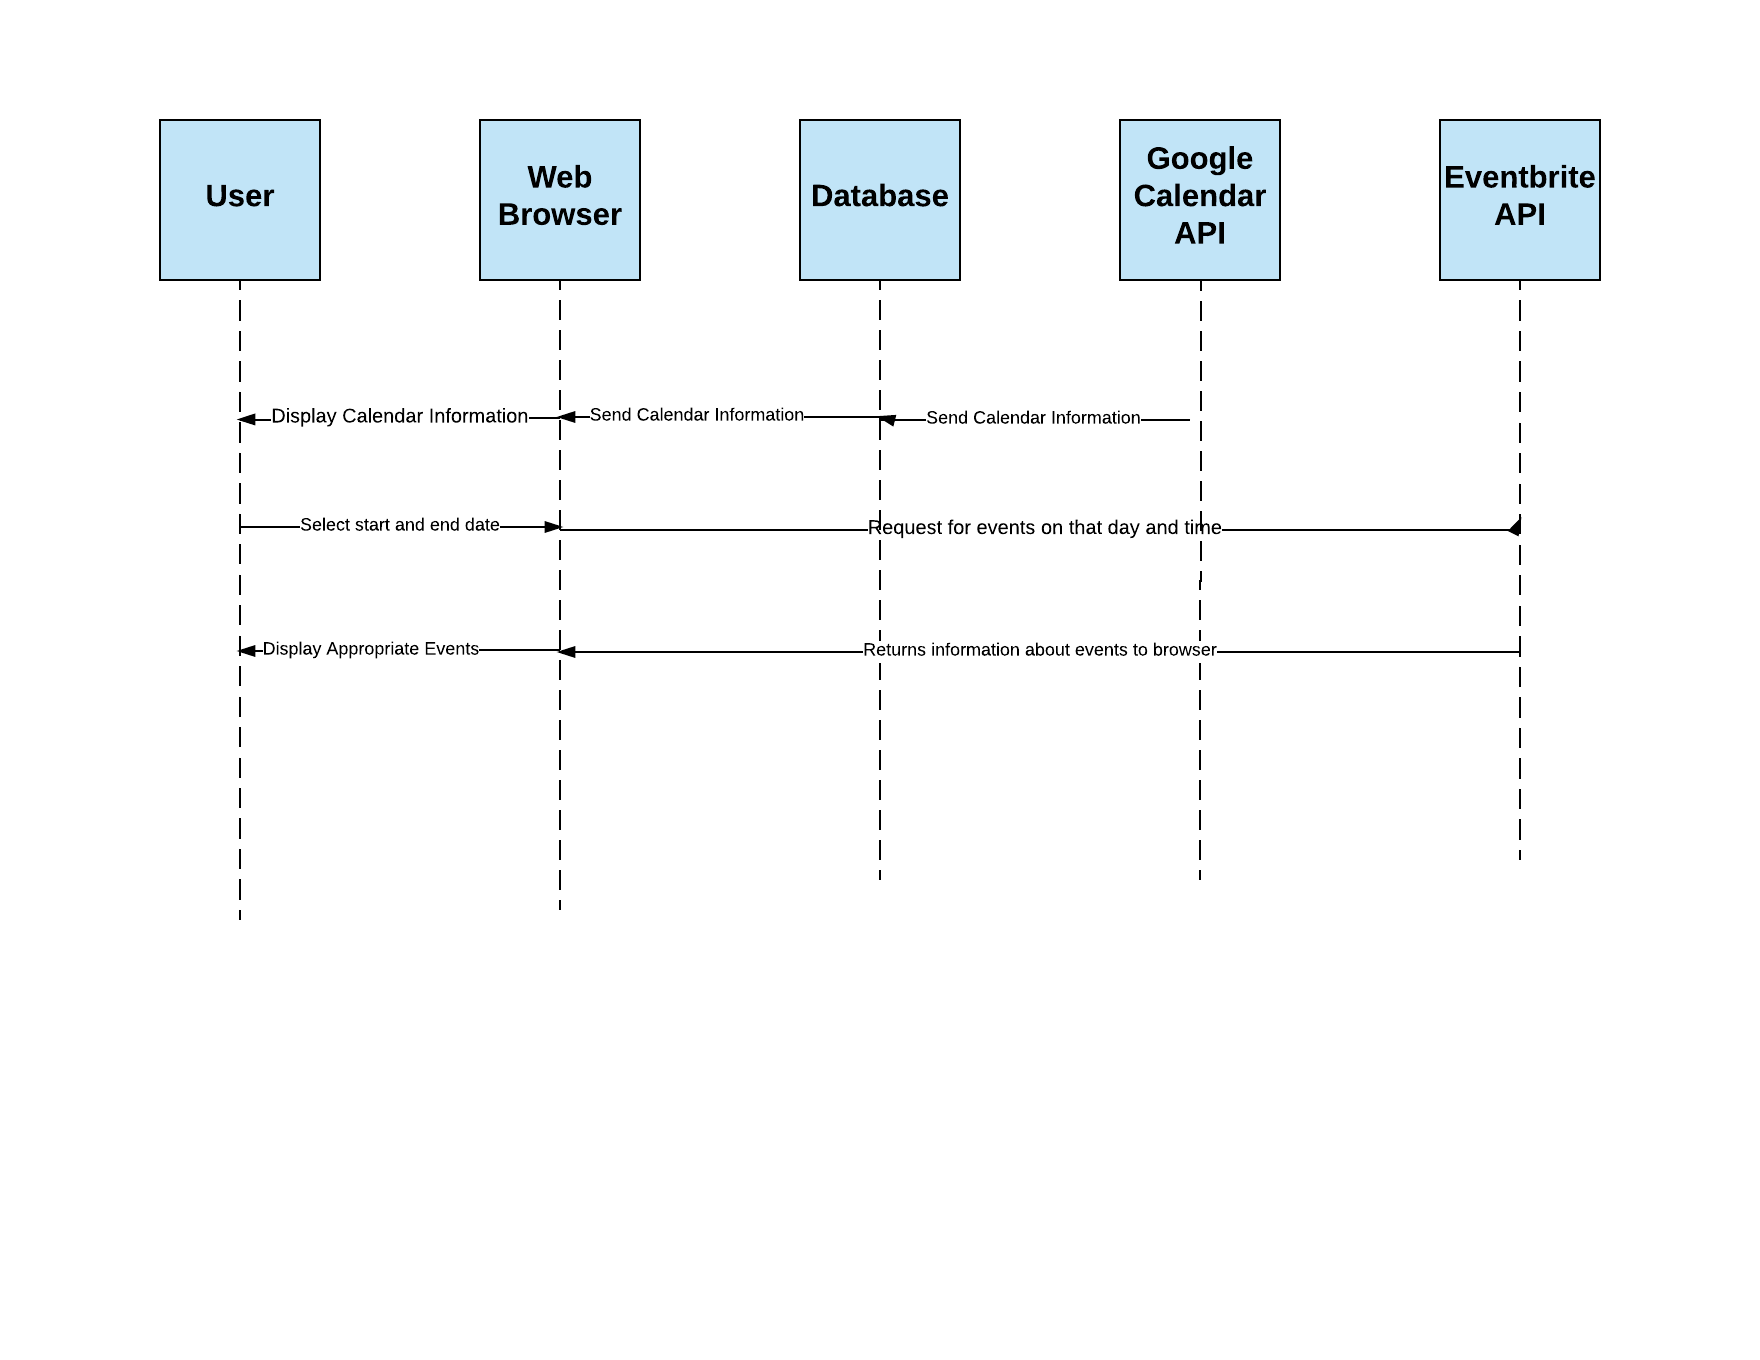 User
Web
Browser
Database
Google
Calendar
API
Eventbrite
API
Display Calendar Information
Send Calendar Information
Send Calendar Information
Select start and end date
Request for events on that day and time
Display Appropriate Events
Returns information about events to browser